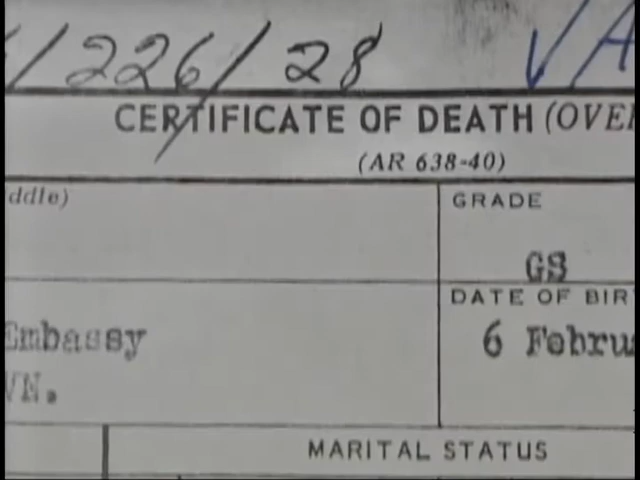 /226/28 VA
CERTIFICATE OF DEATH (OVE
(AR 638-40)
ddle)
GRADE
GS
DATE OF BIR
Embassy
6 Febru
VN.
MARITAL STATUS